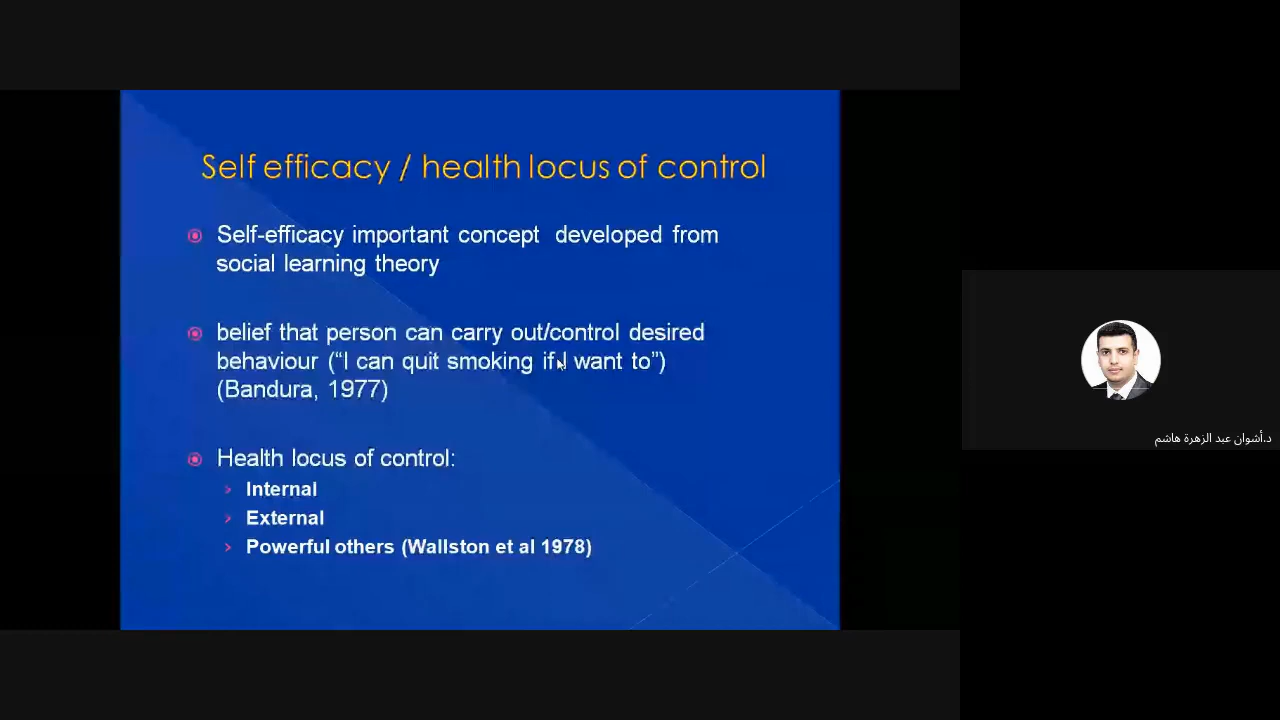 Self efficacy / health locus of control
Self-efficacy important concept developed from
social learning theory
belief that person can carry out/control desired
behaviour (“I can quit smoking if I want to”)
(Bandura, 1977)
Health locus of control:
Internal
External
Powerful others (Wallston et al 1978)
د.أشوان عبد الزهرة هاشم